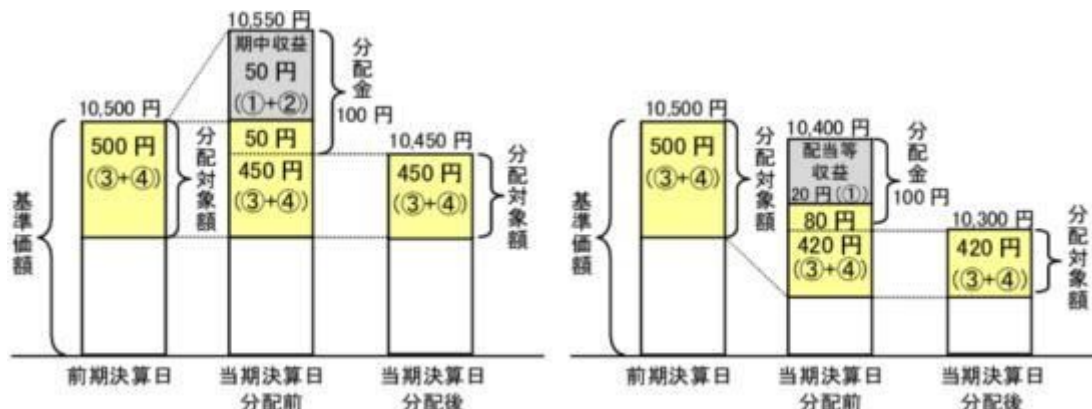 10,550 円
期中収益
50 円
(①+②)
分配金
100 円
10,500 円
500 円
(③+④)
分配対象額
50 円
450 円
(③+④)
10,450 円
450 円
(③+④)
分配対象額
基準価額
前期決算日
当期決算日
分配前
当期決算日
分配後
10,500 円
500 円
(③+④)
分配対象額
10,400 円
配当等
収益
20 円 (①)
分配金
100 円
80 円
420 円
(③+④)
10,300 円
420 円
(③+④)
分配対象額
基準価額
前期決算日
当期決算日
分配前
当期決算日
分配後